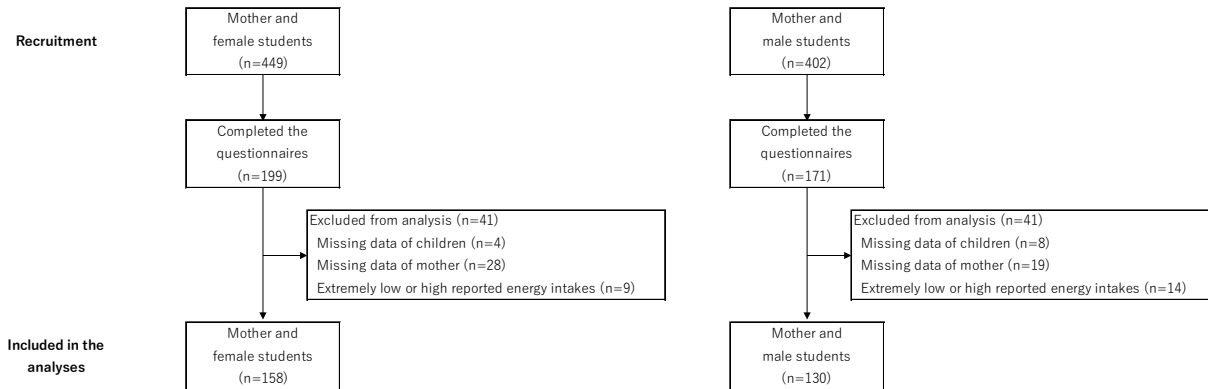 Recruitment
Mother and
female students
(n=449)
Mother and
male students
(n=402)
Completed the
questionnaires
(n=199)
Completed the
questionnaires
(n=171)
Excluded from analysis (n=41)
Missing data of children (n=4)
Missing data of mother (n=28)
Extremely low or high reported energy intakes (n=9)
Excluded from analysis (n=41)
Missing data of children (n=8)
Missing data of mother (n=19)
Extremely low or high reported energy intakes (n=14)
Included in the
analyses
Mother and
female students
(n=158)
Mother and
male students
(n=130)